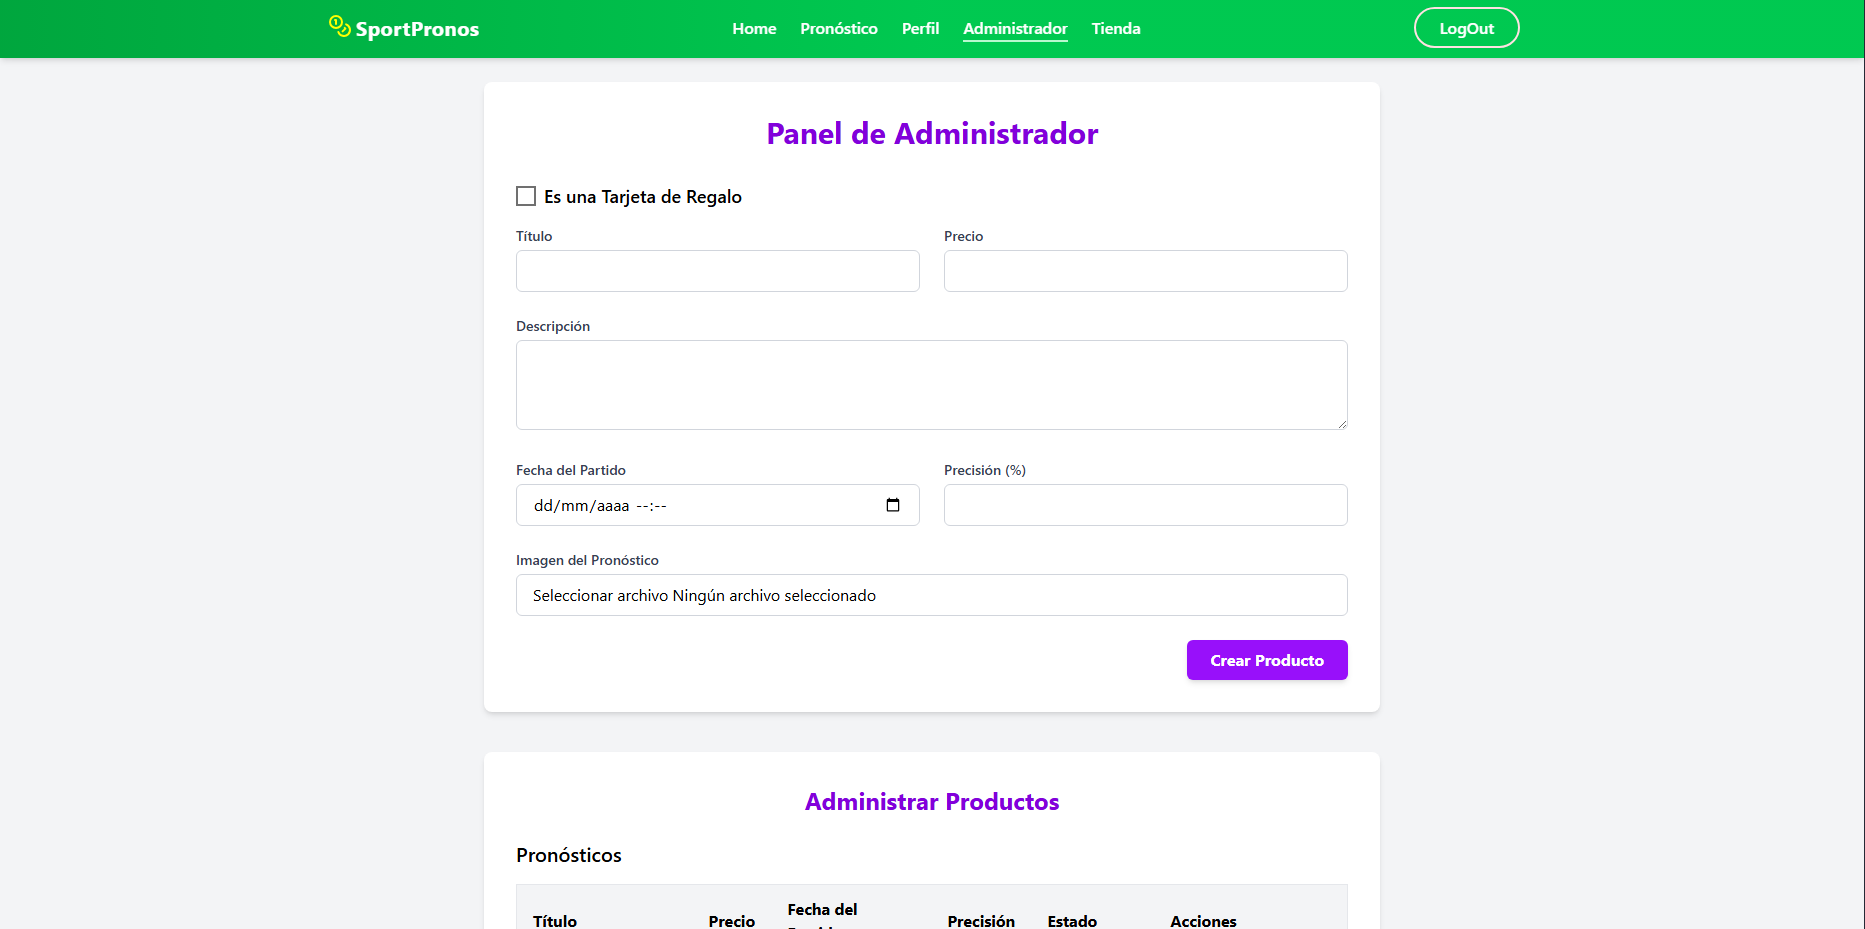 SportPronos
Home Pronóstico Perfil Administrador Tienda
LogOut
Panel de Administrador
Es una Tarjeta de Regalo
Título Precio
Descripción
Fecha del Partido Precisión (%)
dd/mm/aaaa --:--
Imagen del Pronóstico
Seleccionar archivo Ningún archivo seleccionado
Crear Producto
Administrar Productos
Pronósticos
Título Precio Fecha del Precisión Estado Acciones